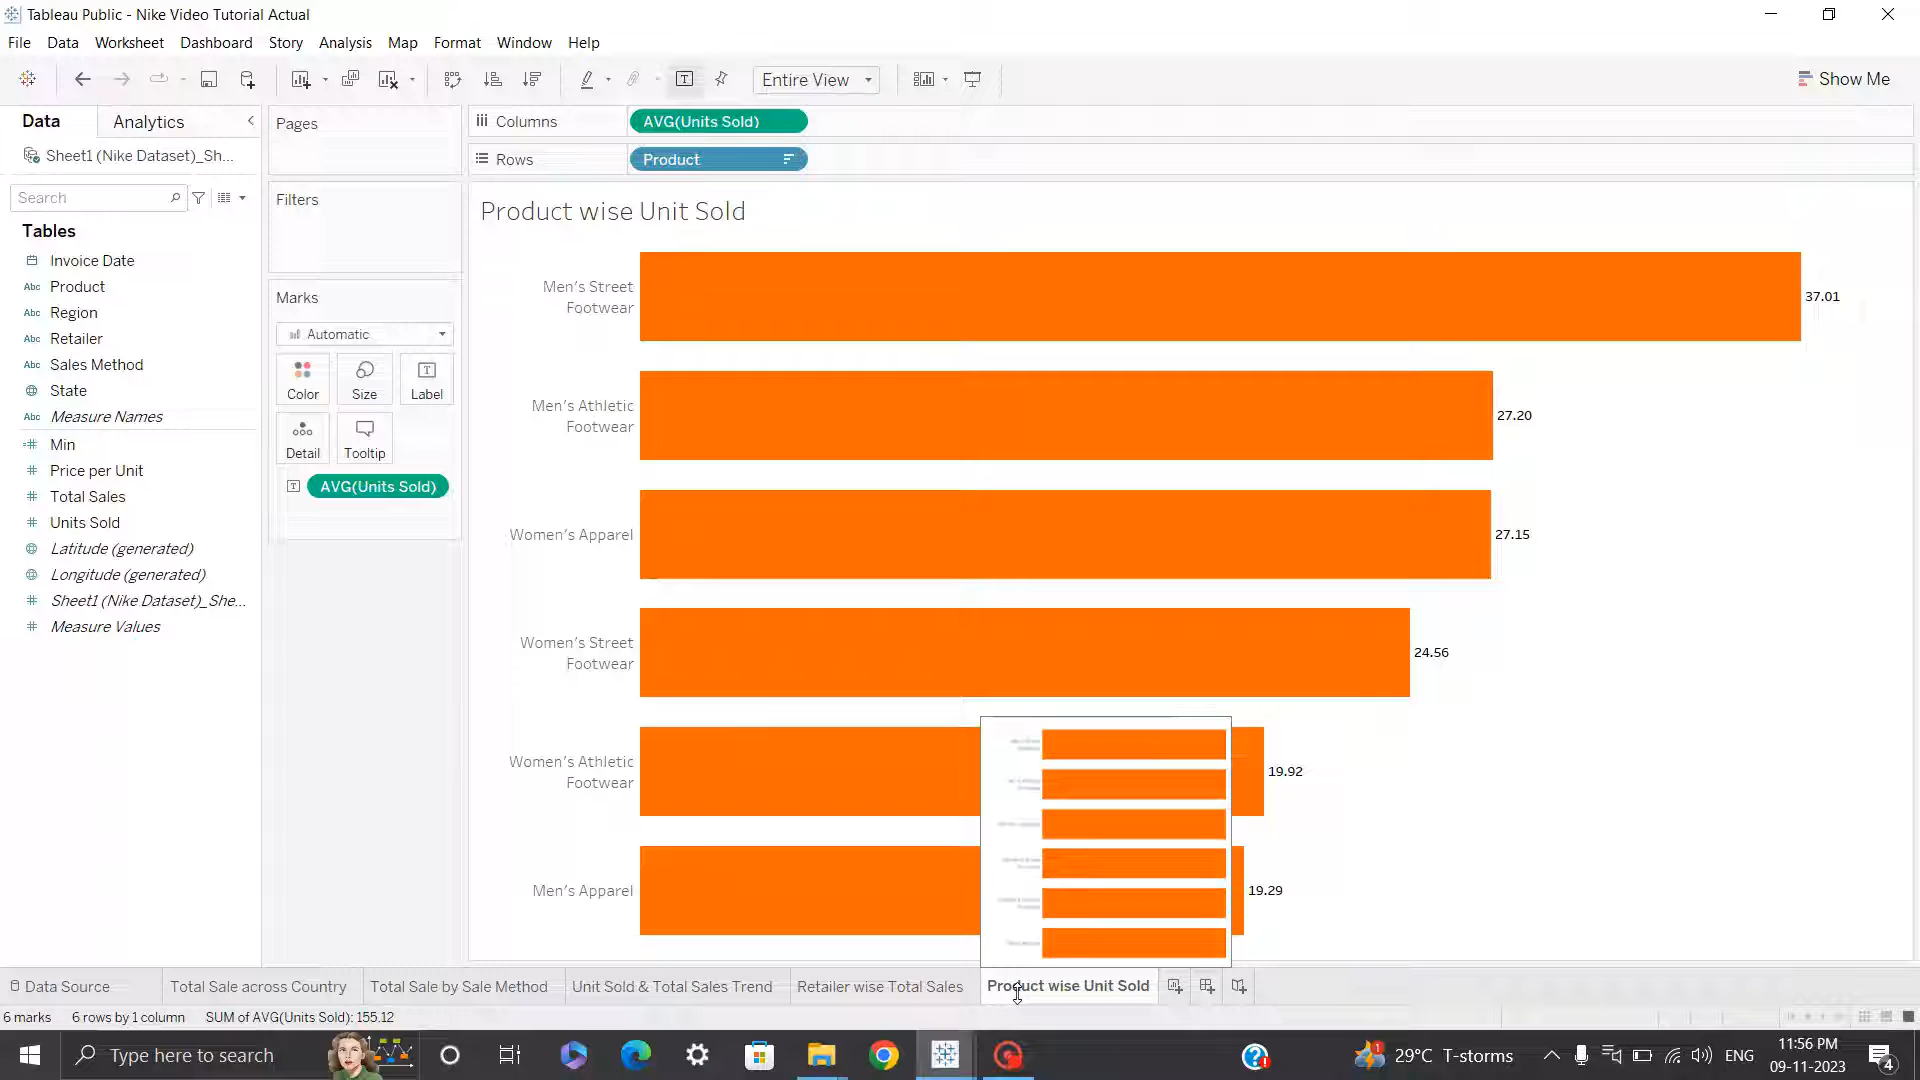 Tableau Public - Nike Video Tutorial Actual
File Data Worksheet Dashboard Story Analysis Map Format Window Help
Entire View
Show Me
Data Analytics
Sheet1 (Nike Dataset)_Sh...
Search
Tables
Invoice Date
Abc Product
Abc Region
Abc Retailer
Abc Sales Method
State
Abc Measure Names
Min
Price per Unit
Total Sales
Units Sold
Latitude (generated)
Longitude (generated)
Sheet1 (Nike Dataset)_She...
Measure Values
Pages
Filters
Marks
Automatic
Color Size Label
Detail Tooltip
AVG(Units Sold)
Columns AVG(Units Sold)
Rows Product
Product wise Unit Sold
Men's Street
Footwear
37.01
Men's Athletic
Footwear
27.20
Women's Apparel
27.15
Women's Street
Footwear
24.56
Women's Athletic
Footwear
19.92
Men's Apparel
19.29
Data Source Total Sale across Country Total Sale by Sale Method Unit Sold & Total Sales Trend Retailer wise Total Sales Product wise Unit Sold
6 marks 6 rows by 1 column SUM of AVG(Units Sold): 155.12
Type here to search
1
29°C T-storms
ENG
11:56 PM
09-11-2023
4